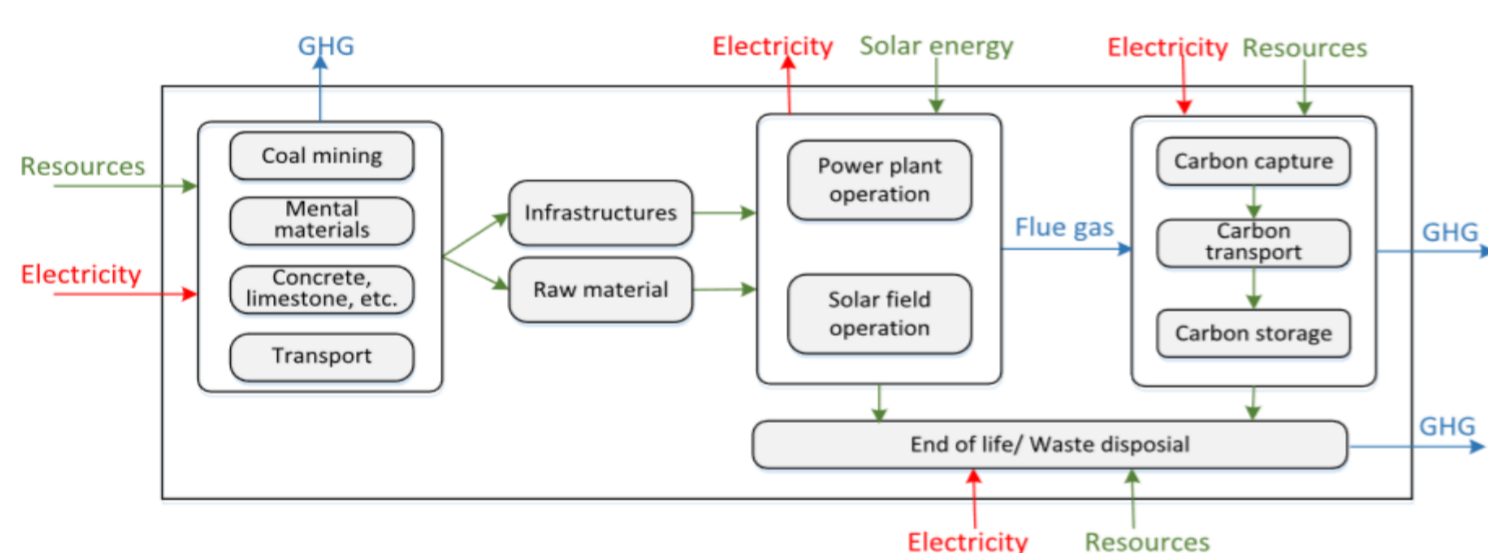 GHG
Electricity
Solar energy
Electricity
Resources
Resources
Electricity
Coal mining
Mental
materials
Concrete,
limestone, etc.
Transport
Infrastructures
Raw material
Power plant
operation
Solar field
operation
Flue gas
Carbon capture
Carbon
transport
Carbon storage
GHG
End of life/ Waste disposial
GHG
Electricity
Resources